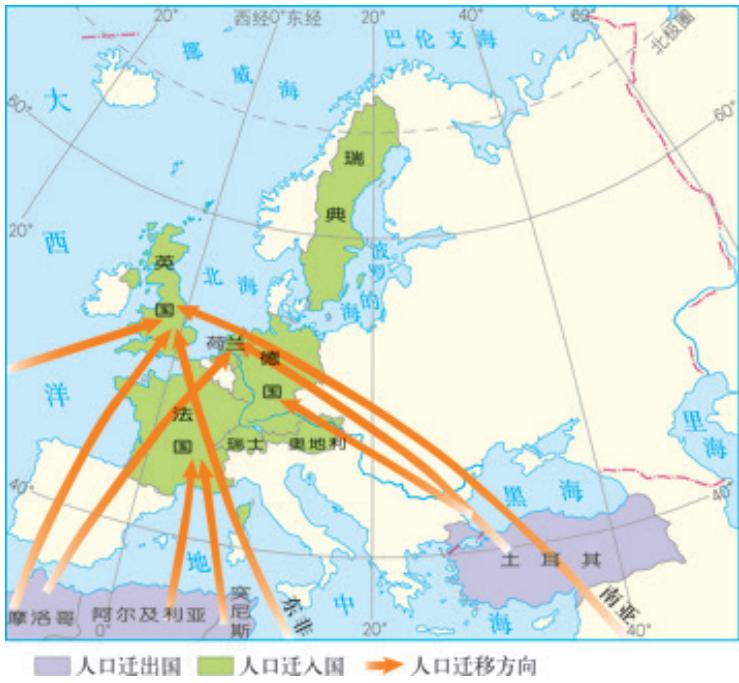 20° 西经0°东经 20° 40° 60°
北极圈
挪威海
巴伦支海
大西洋
60°
60°
20°
瑞典
英国
北海
波罗的海
荷兰
德国
法国
瑞士
奥地利
里海
黑海
40°
40°
土耳其
地中海
摩洛哥
阿尔及利亚
突尼斯
东非
南亚
0°
20°
40°
人口迁出国 人口迁入国 人口迁移方向